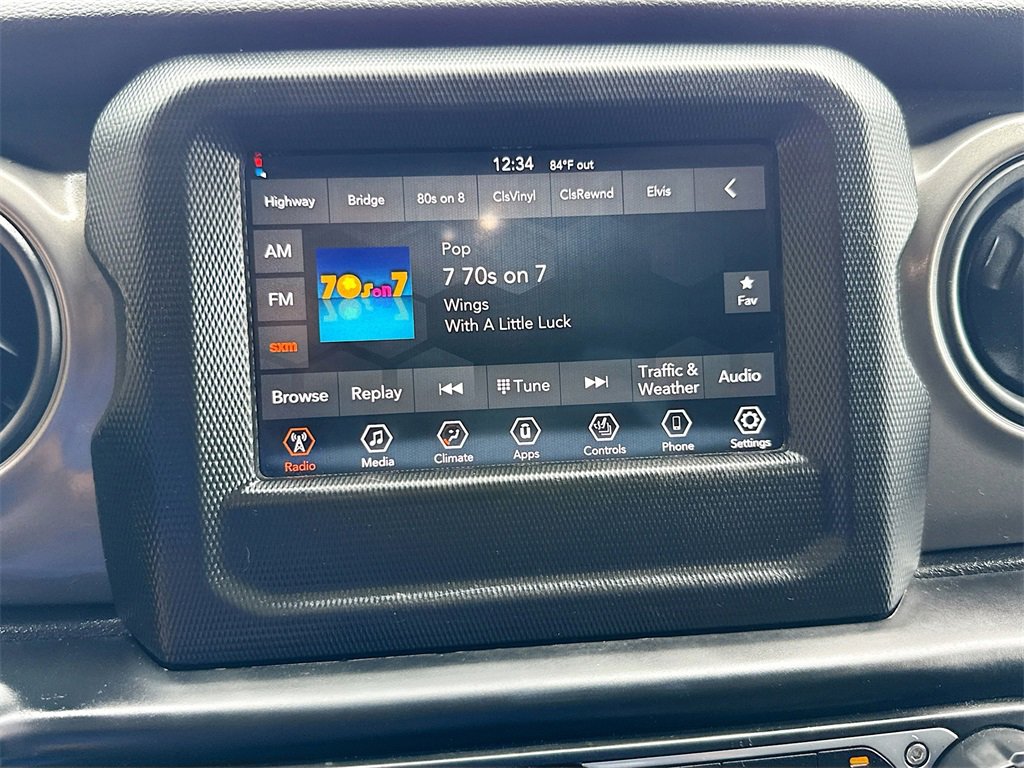 12:34 84°F out
Highway Bridge 80s on 8 ClsVinyl ClsRewnd Elvis
AM
FM
sxm
70s on 7
Pop
7 70s on 7
Wings
With A Little Luck
Fav
Browse Replay Tune Traffic & Weather Audio
Radio Media Climate Apps Controls Phone Settings